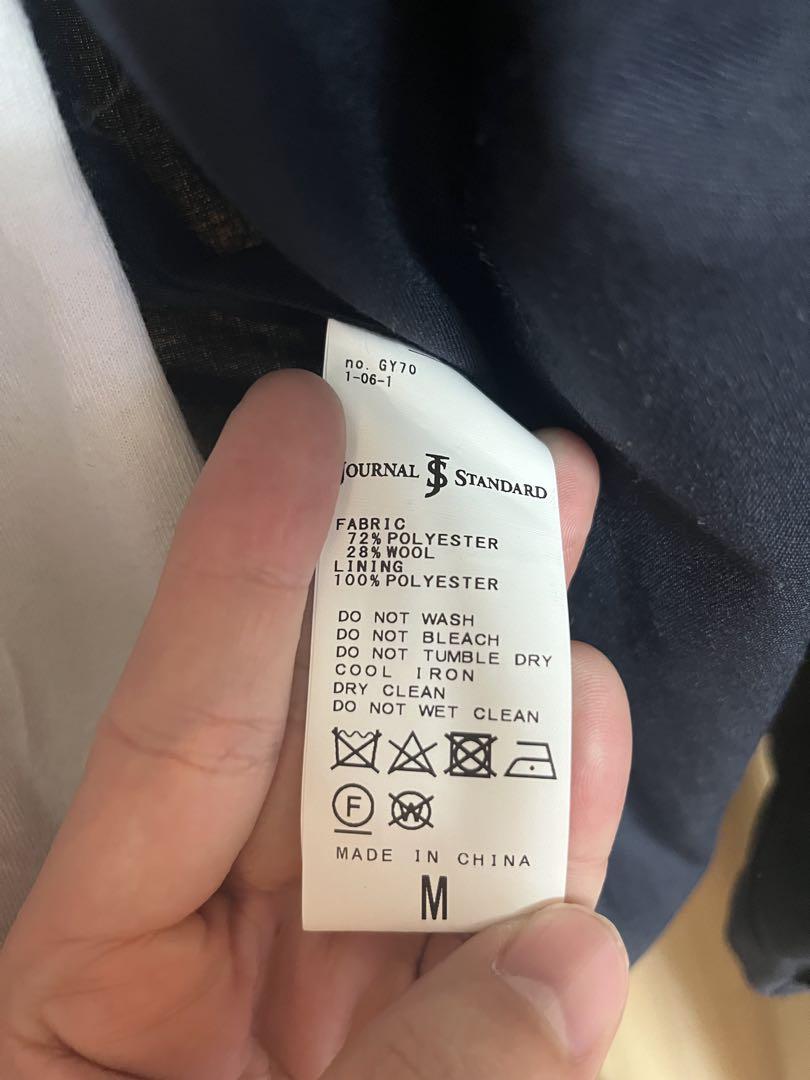 no. GY70
1-06-1
JOURNAL JS STANDARD
FABRIC
72% POLYESTER
28% WOOL
LINING
100% POLYESTER
DO NOT WASH
DO NOT BLEACH
DO NOT TUMBLE DRY
COOL IRON
DRY CLEAN
DO NOT WET CLEAN
F W
MADE IN CHINA
M